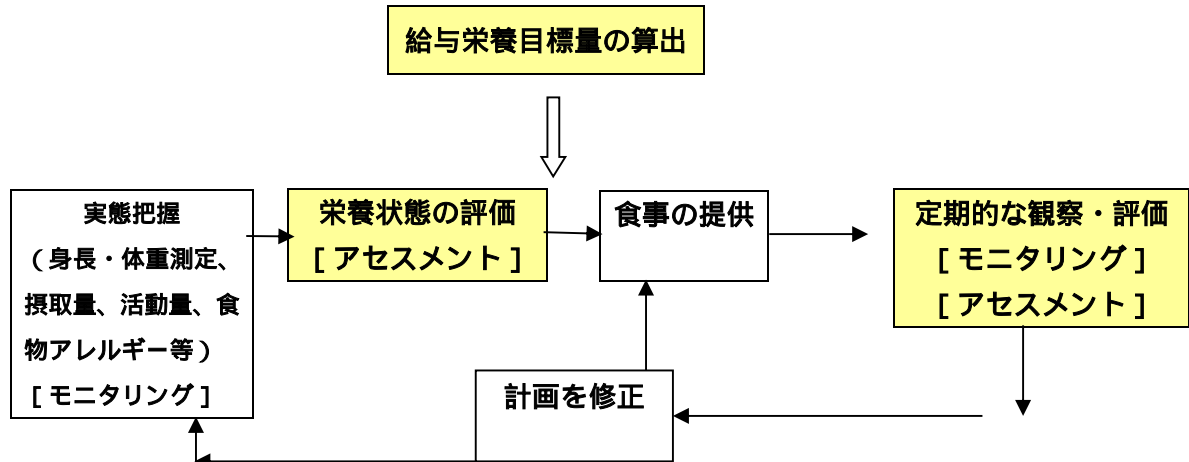 給与栄養目標量の算出
実態把握
（身長・体重測定、
摂取量、活動量、食
物アレルギー等）
［モニタリング］
栄養状態の評価
［アセスメント］
食事の提供
定期的な観察・評価
［モニタリング］
［アセスメント］
計画を修正